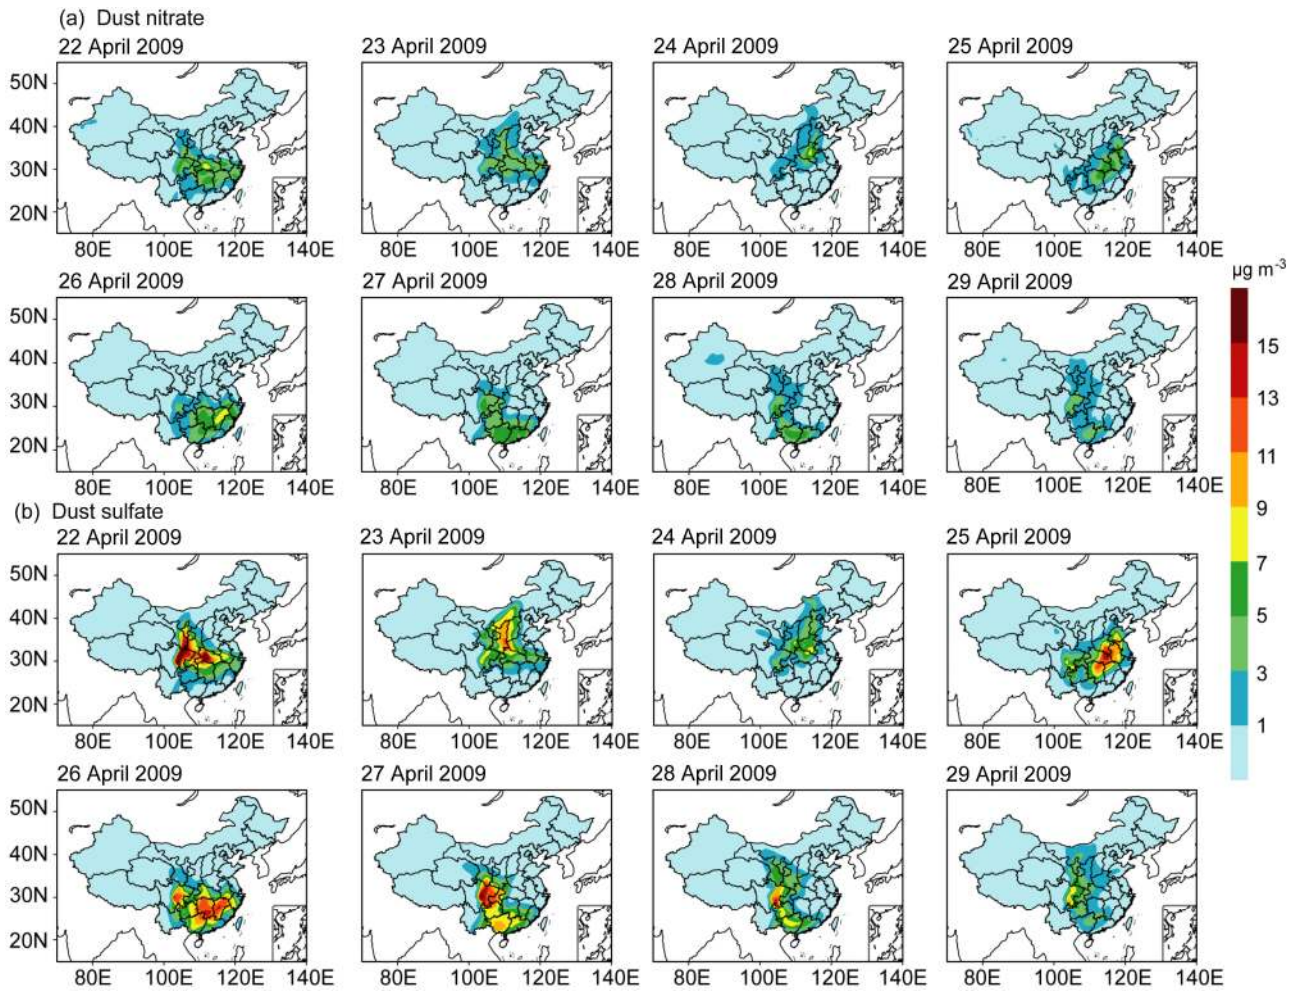 (a) Dust nitrate
22 April 2009 23 April 2009 24 April 2009 25 April 2009
50N
40N
30N
20N
80E 100E 120E 140E 80E 100E 120E 140E 80E 100E 120E 140E 80E 100E 120E 140E
26 April 2009 27 April 2009 28 April 2009 29 April 2009
50N
40N
30N
20N
80E 100E 120E 140E 80E 100E 120E 140E 80E 100E 120E 140E 80E 100E 120E 140E
(b) Dust sulfate
22 April 2009 23 April 2009 24 April 2009 25 April 2009
50N
40N
30N
20N
80E 100E 120E 140E 80E 100E 120E 140E 80E 100E 120E 140E 80E 100E 120E 140E
26 April 2009 27 April 2009 28 April 2009 29 April 2009
50N
40N
30N
20N
80E 100E 120E 140E 80E 100E 120E 140E 80E 100E 120E 140E 80E 100E 120E 140E
µg m⁻³
15
13
11
9
7
5
3
1